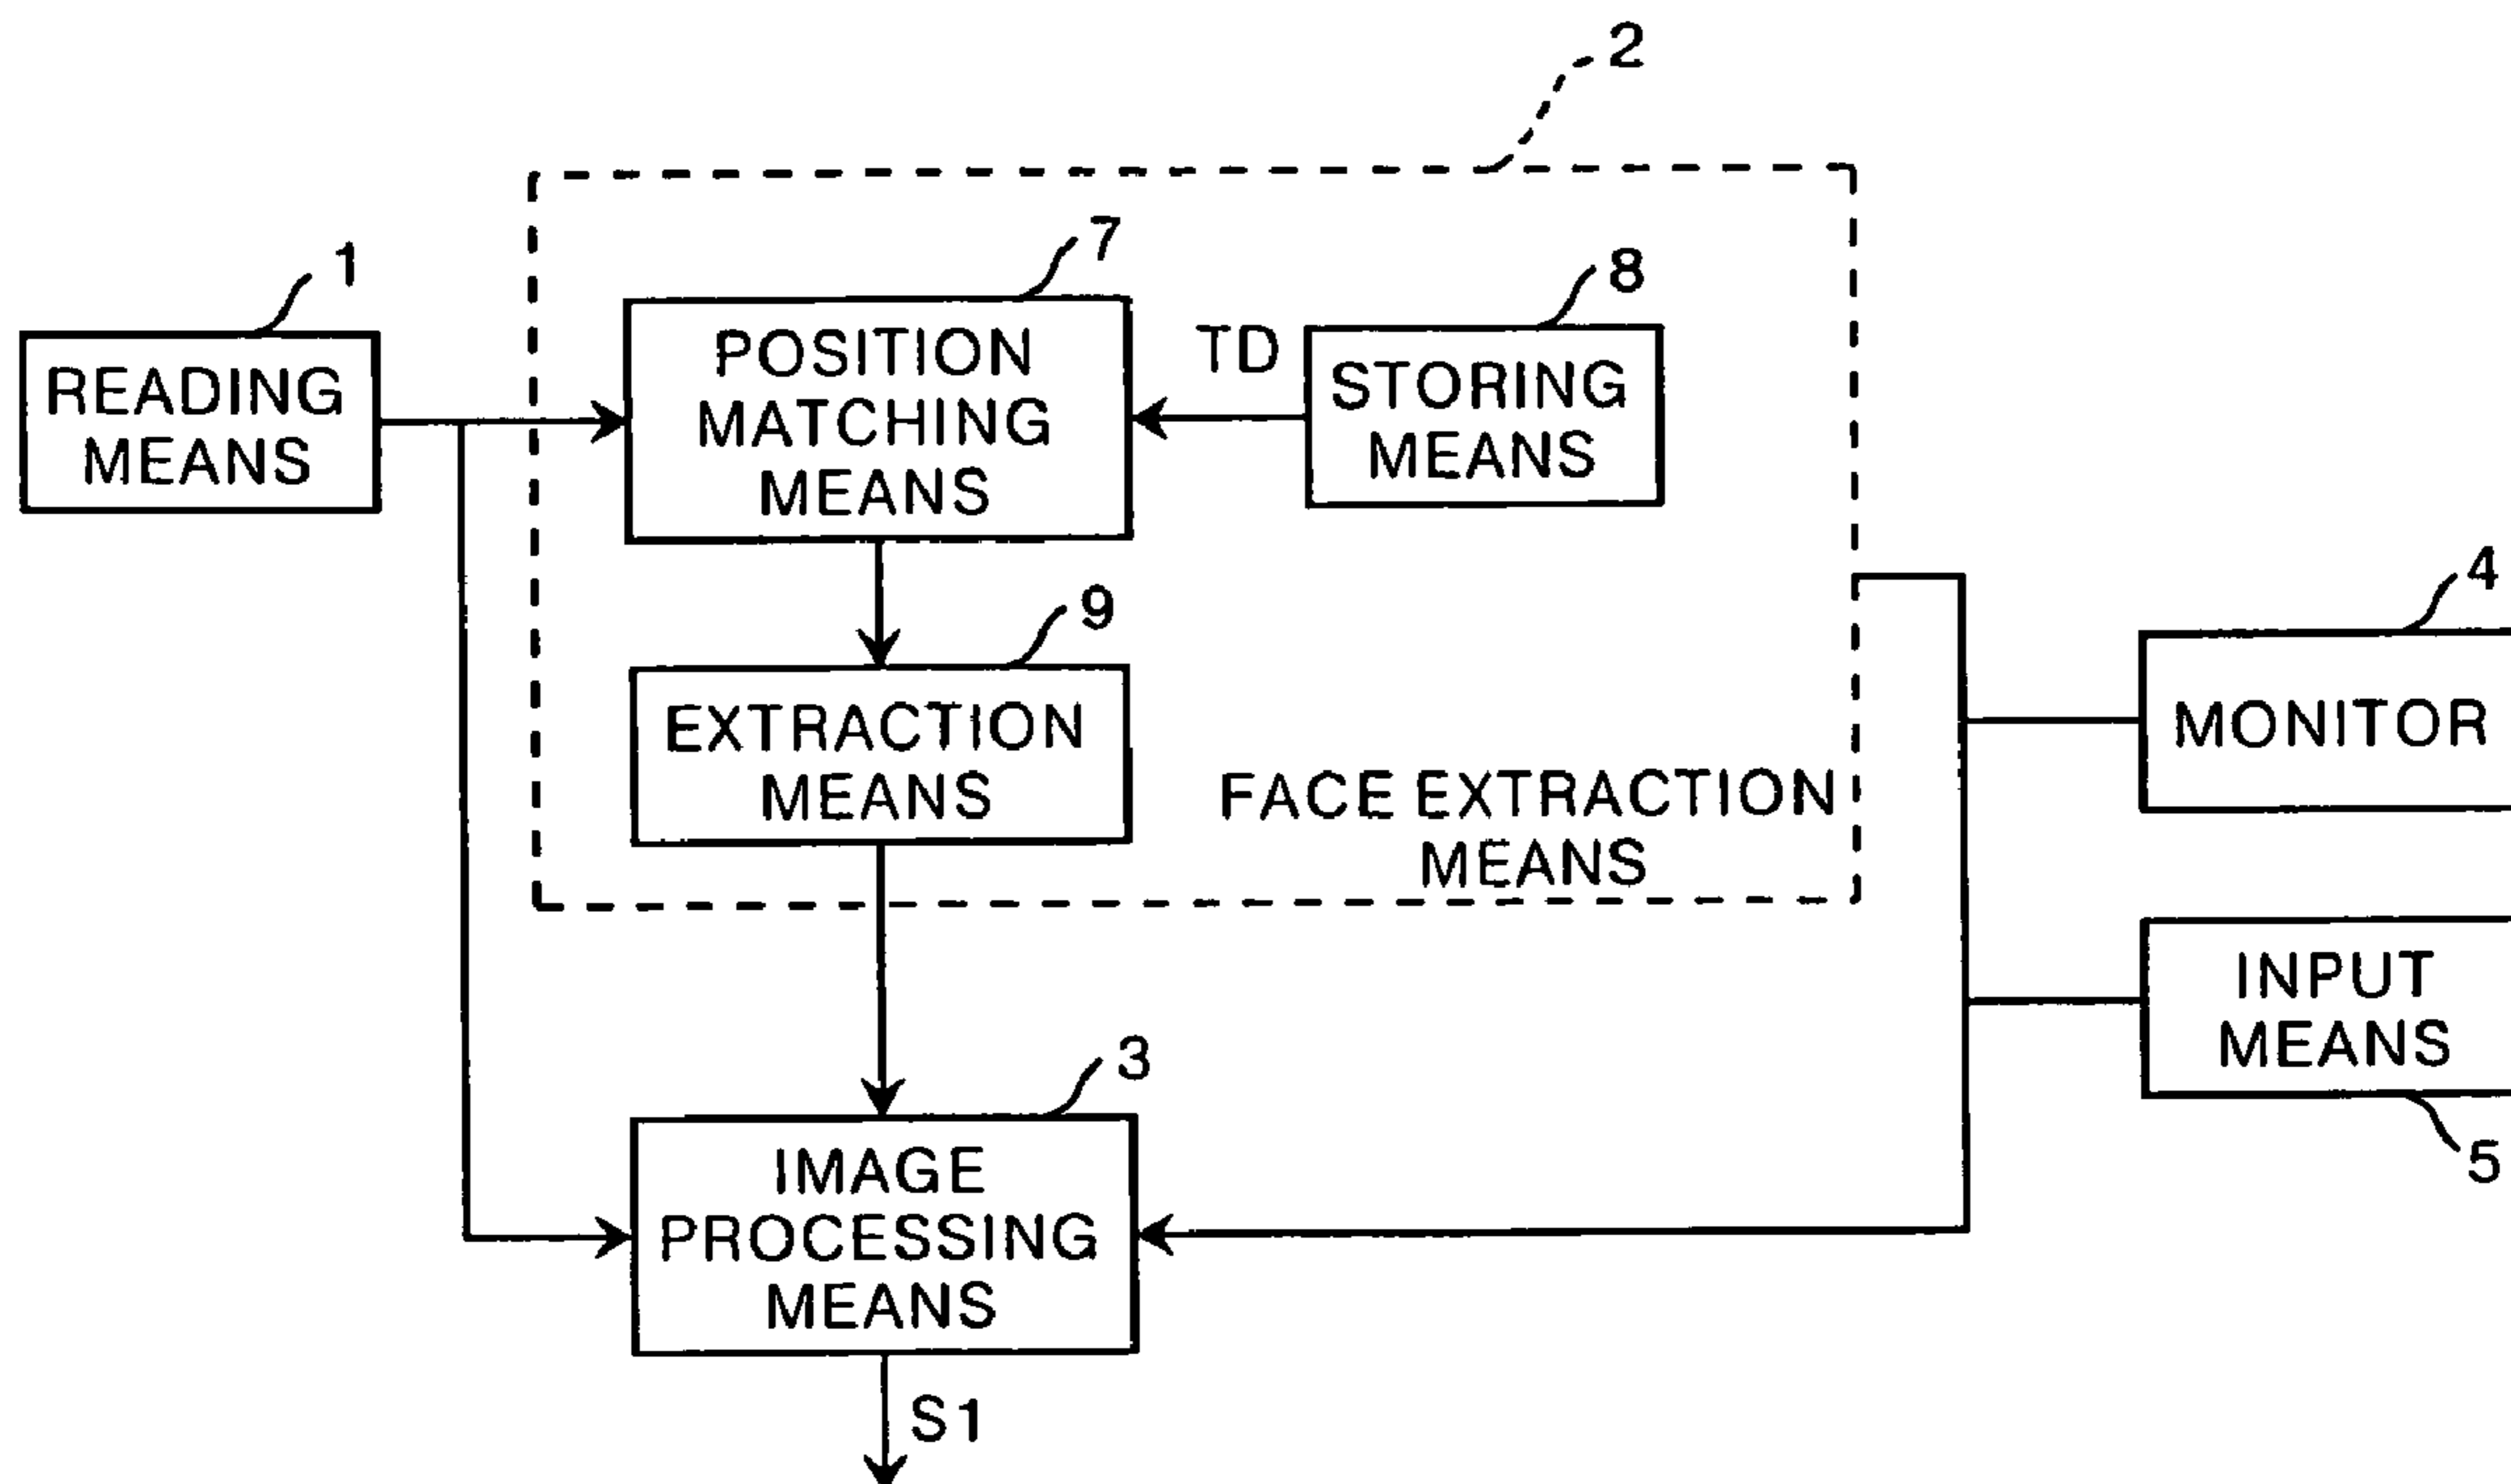 2
1
READING
MEANS
7
POSITION
MATCHING
MEANS
TD
8
STORING
MEANS
9
EXTRACTION
MEANS
FACE EXTRACTION
MEANS
4
MONITOR
INPUT
MEANS
5
3
IMAGE
PROCESSING
MEANS
S1